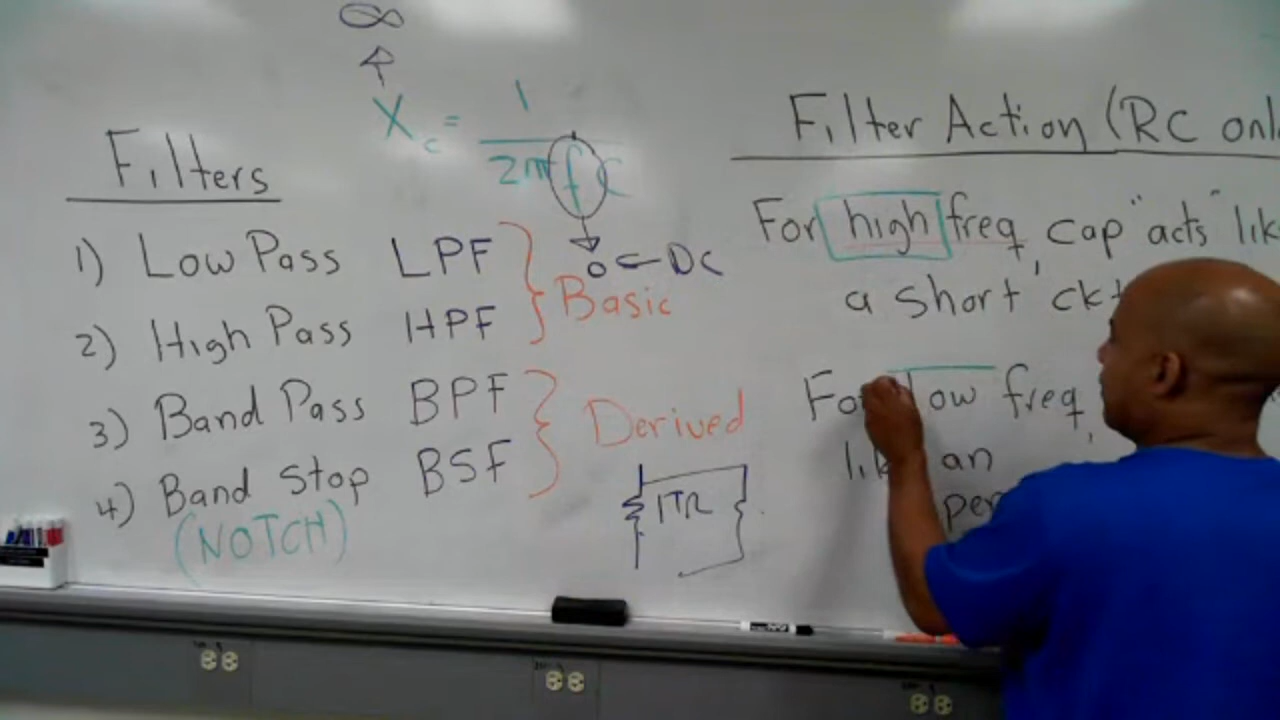 ∞
↑
Xc = 1 / 2πfC
0 ← DC
Filters
1) Low Pass LPF
2) High Pass HPF
Basic
3) Band Pass BPF
4) Band Stop BSF
Derived
(NOTCH)
Filter Action (RC onl
For high freq, cap "acts" lik
a short ckt
For low freq,
an